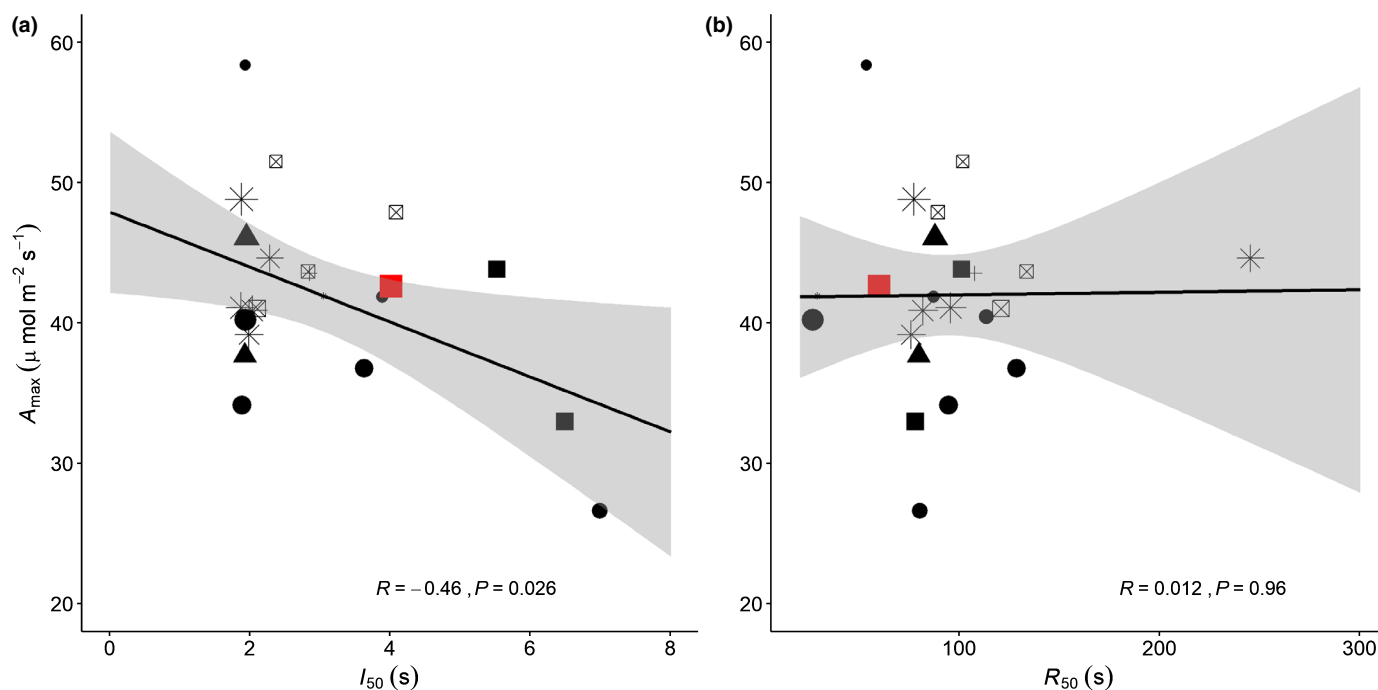 (a)
60
50
40
30
20
A_max (μ mol m⁻² s⁻¹)
R = −0.46 , P = 0.026
0 2 4 6 8
I₅₀ (s)
(b)
60
50
40
30
20
R = 0.012 , P = 0.96
100 200 300
R₅₀ (s)